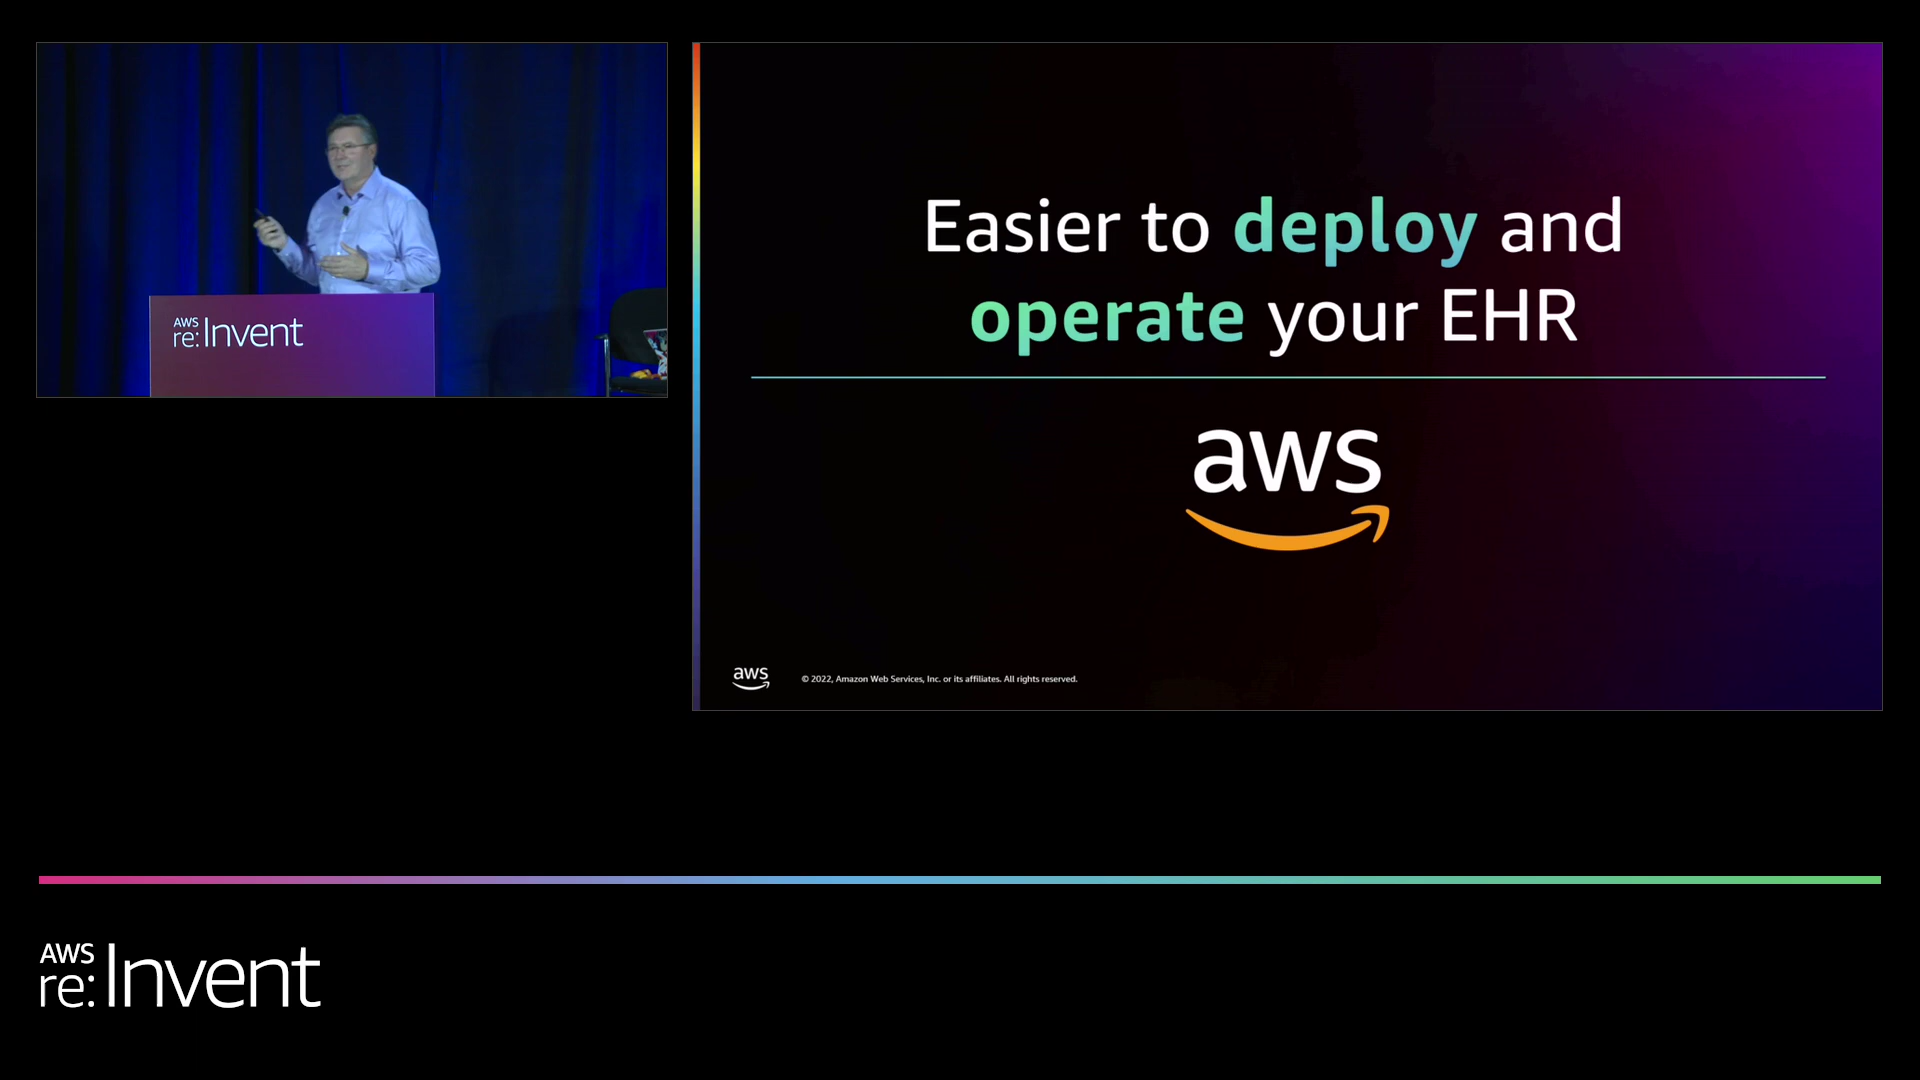 AWS
re:Invent
Easier to deploy and
operate your EHR
aws
aws
© 2022, Amazon Web Services, Inc. or its affiliates. All rights reserved.
AWS
re:Invent